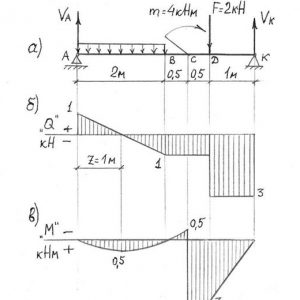 V_A
m=4кНм
F=2кН
V_K
а)
А
В
С
D
К
2м
0,5
0,5
1м
б)
1
"Q"
+
кН
−
z=1м
1
3
в)
0,5
"М"
−
кНм
+
0,5